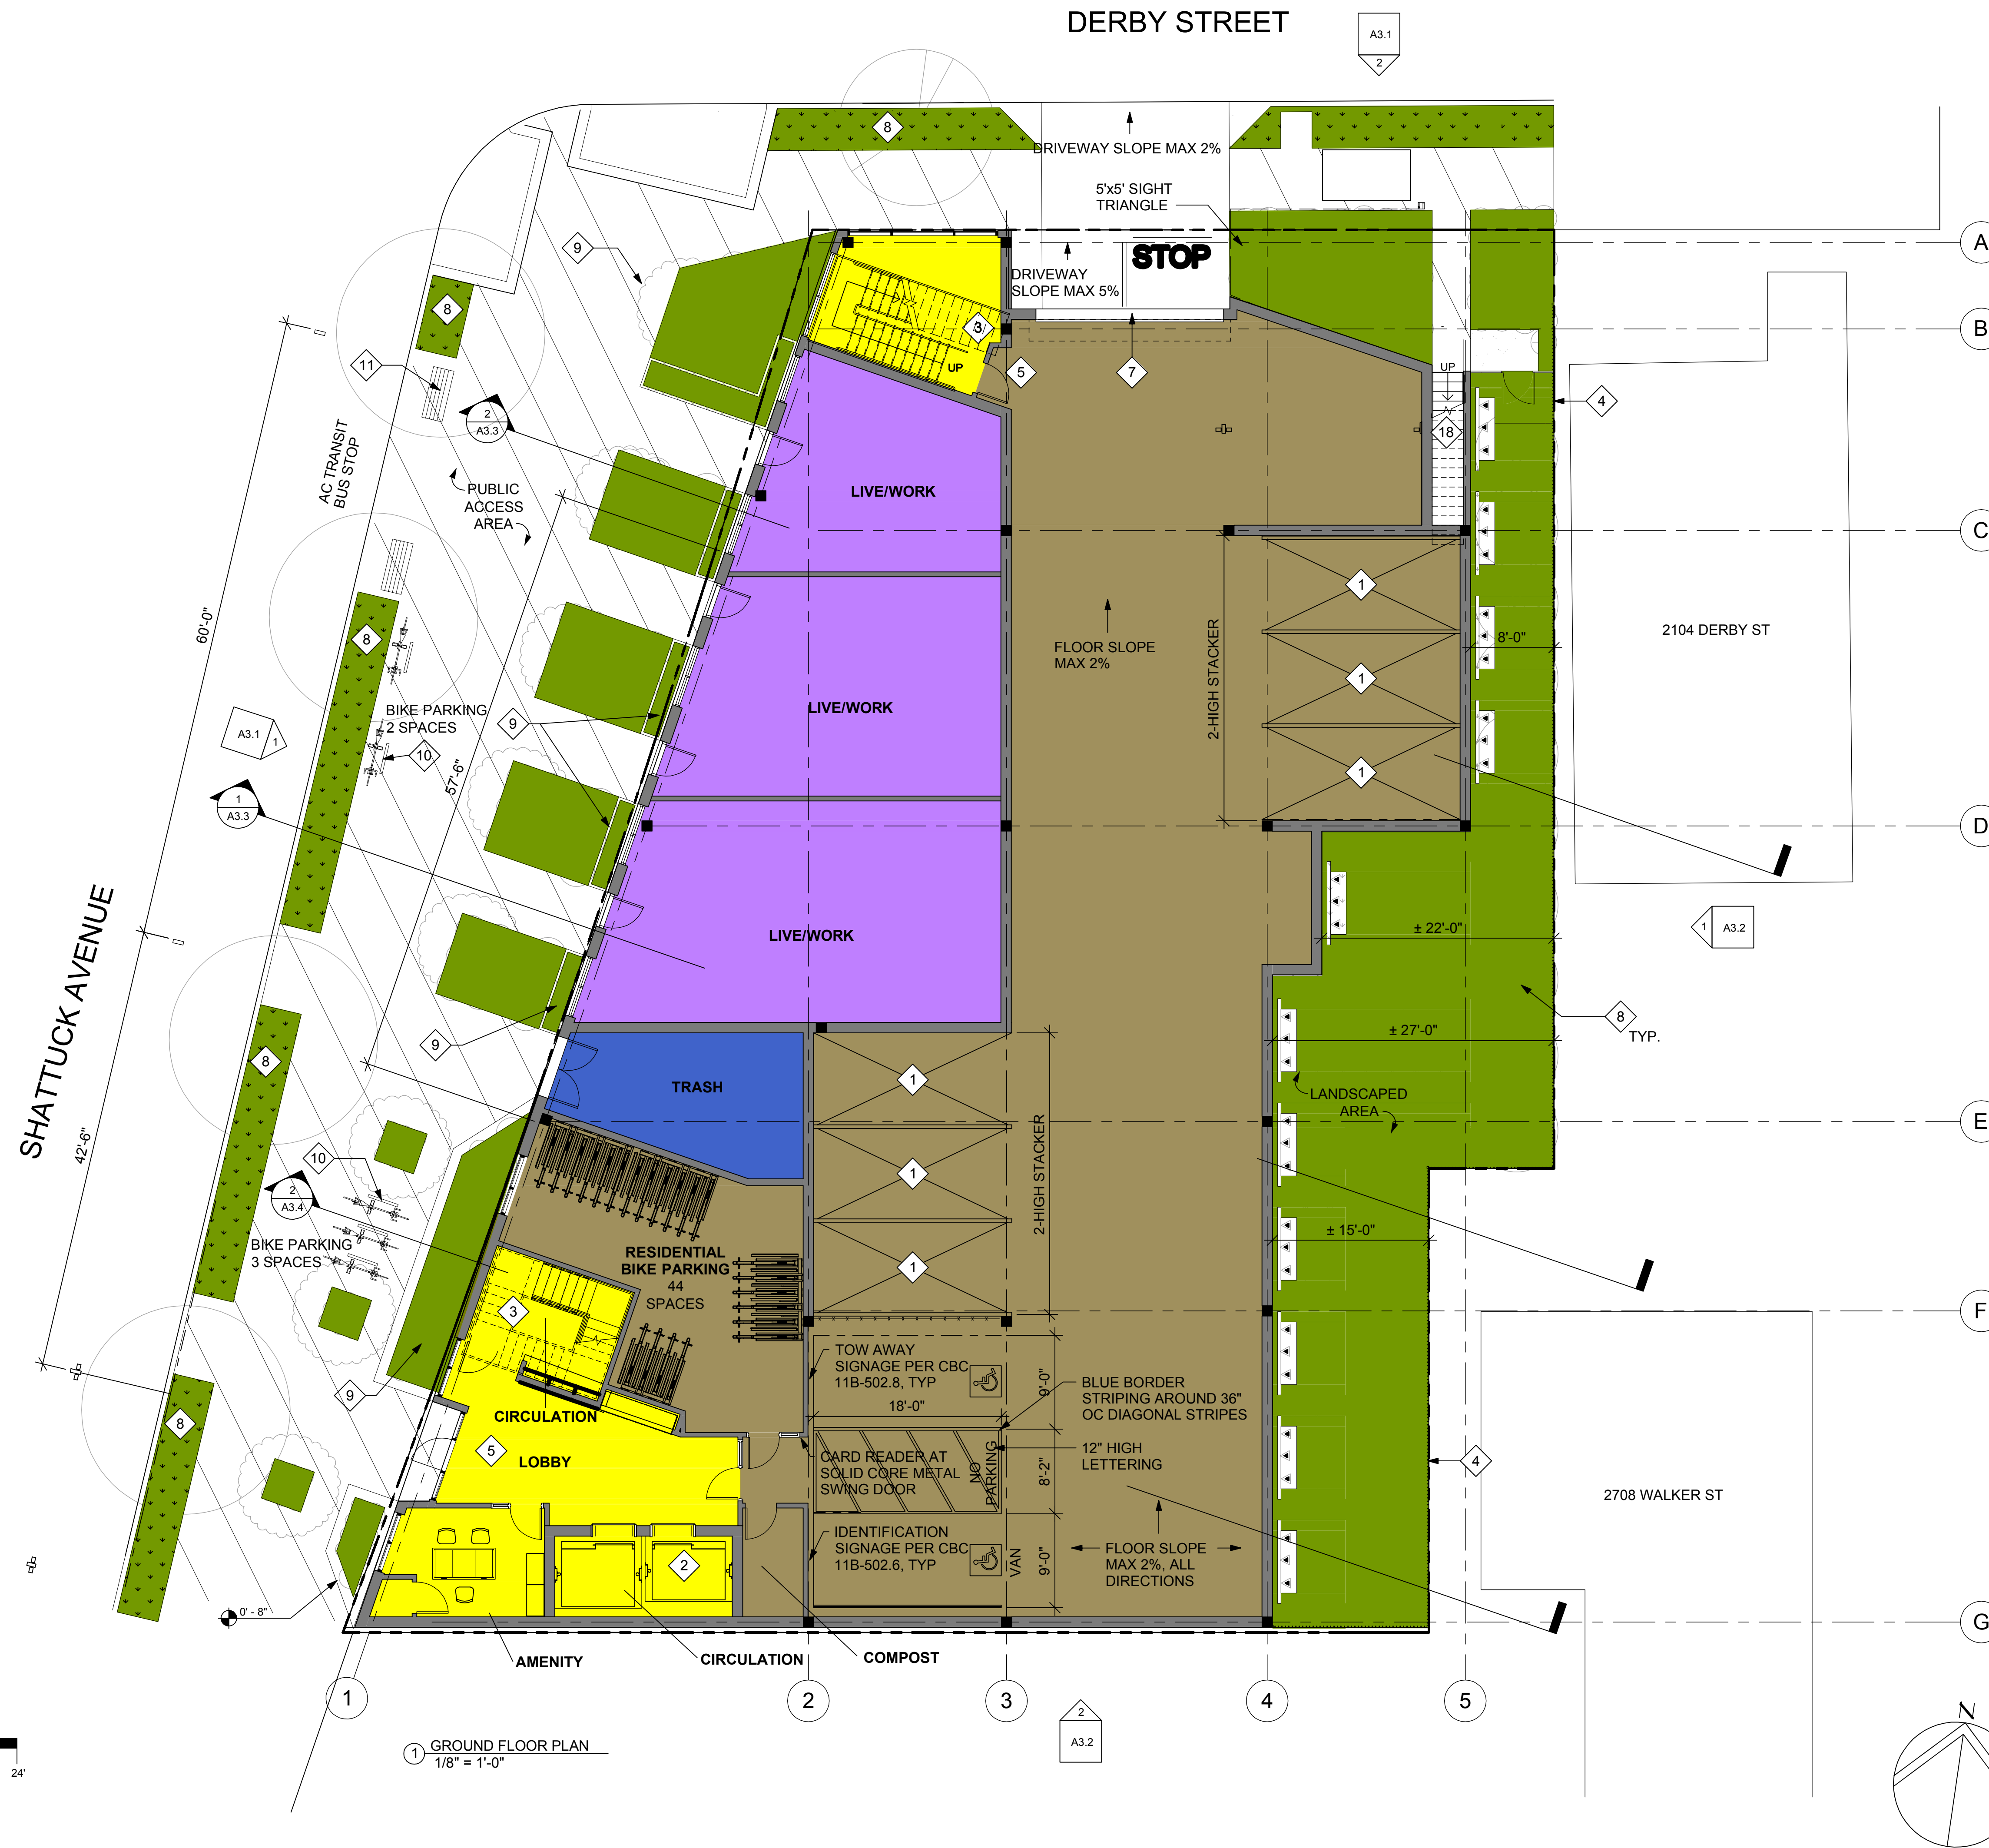 DERBY STREET
A3.1
2
8
DRIVEWAY SLOPE MAX 2%
5'x5' SIGHT
TRIANGLE
STOP
DRIVEWAY
SLOPE MAX 5%
A
9
8
3
B
UP
5
7
UP
11
4
2
A3.3
18
AC TRANSIT
BUS STOP
PUBLIC
ACCESS
AREA
LIVE/WORK
C
1
60'-0"
8
FLOOR SLOPE
MAX 2%
2-HIGH STACKER
8'-0"
2104 DERBY ST
1
BIKE PARKING
2 SPACES
9
LIVE/WORK
A3.1
1
10
57'-6"
1
1
A3.3
D
SHATTUCK AVENUE
LIVE/WORK
± 22'-0"
1
A3.2
9
8
TYP.
± 27'-0"
8
TRASH
1
LANDSCAPED
AREA
42'-6"
E
10
2
A3.4
1
2-HIGH STACKER
BIKE PARKING
3 SPACES
RESIDENTIAL
BIKE PARKING
44
SPACES
1
± 15'-0"
3
F
TOW AWAY
SIGNAGE PER CBC
11B-502.8, TYP
9'-0"
BLUE BORDER
STRIPING AROUND 36"
OC DIAGONAL STRIPES
9
18'-0"
8
CIRCULATION
5
LOBBY
CARD READER AT
SOLID CORE METAL
SWING DOOR
NO
PARKING
8'-2"
12" HIGH
LETTERING
4
2708 WALKER ST
IDENTIFICATION
SIGNAGE PER CBC
11B-502.6, TYP
VAN
9'-0"
FLOOR SLOPE
MAX 2%, ALL
DIRECTIONS
2
0' - 8"
G
AMENITY
CIRCULATION
COMPOST
1
2
3
4
5
2
A3.2
N
1
GROUND FLOOR PLAN
1/8" = 1'-0"
24'